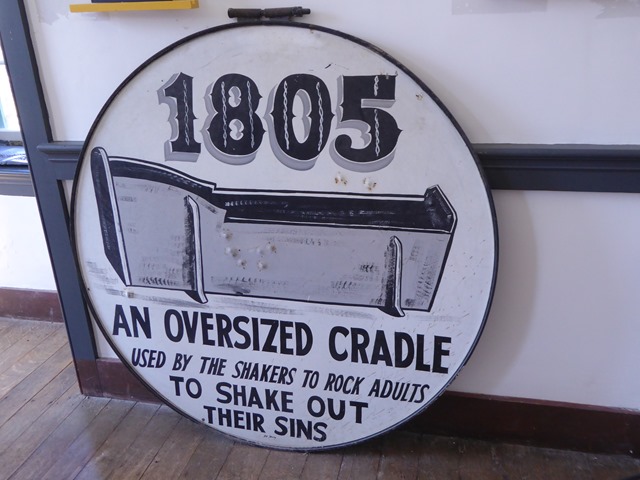 1805
AN OVERSIZED CRADLE
USED BY THE SHAKERS TO ROCK ADULTS
TO SHAKE OUT
THEIR SINS